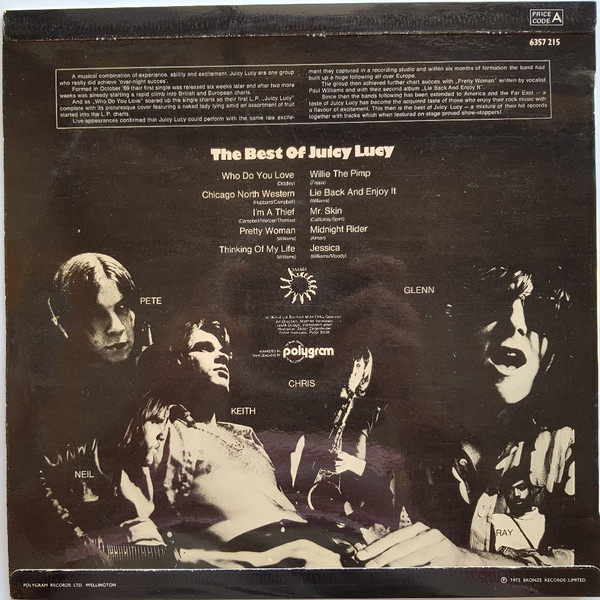 PRICE
CODE A
6357 215
A musical combination of experience, ability and excitement, Juicy Lucy are one group
who really did achieve 'over-night succes'.
Formed in October '69 their first single was released six weeks later and after two more
weeks was already starting a rapid climb into British and European charts.
And as „Who Do You Love" soared up the single charts so their first L.P. „Juicy Lucy"
complete with its polynesya cover featuring a naked lady lying amid an assortment of fruit
started into the L.P. charts.
Live-appearances confirmed that Juicy Lucy could perform with the same raw excite-
ment they captured in a recording studio and within six months of formation the band had
built up a huge following all over Europe.
The group then achieved further chart succes with „Pretty Woman" written by vocalist
Paul Williams and with their second album „Lie Back And Enjoy It".
Since then the bands following has been extended to America and the Far East – a
taste of Juicy Lucy has become the acquired taste of those who enjoy their rock music with
a flavour of excitement. This then is the best of Juicy Lucy – a mixture of their hit records
together with tracks which when featured on stage proved show-stoppers!
The Best Of Juicy Lucy
Who Do You Love
(Diddley)
Chicago North Western
(Hubbard/Campbell)
I'm A Thief
(Campbell/Mercer/Thomas)
Pretty Woman
(Williams)
Thinking Of My Life
(Williams)
Willie The Pimp
(Zappa)
Lie Back And Enjoy It
(Williams)
Mr. Skin
(California/Spirit)
Midnight Rider
(Alman)
Jessica
(Williams/Moody)
PETE
GLENN
polygram
CHRIS
KEITH
NEIL
RAY
POLYGRAM RECORDS LTD. WELLINGTON
℗ 1972 BRONZE RECORDS LIMITED